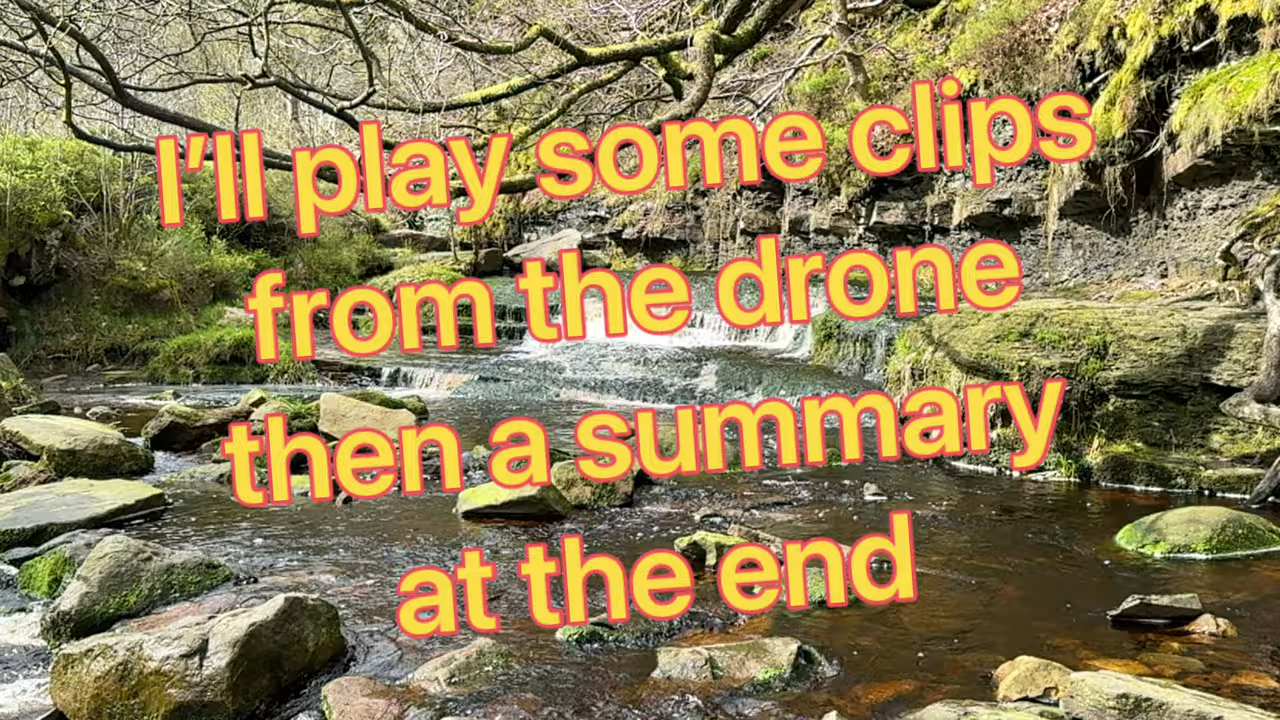 I’ll play some clips
from the drone
then a summary
at the end